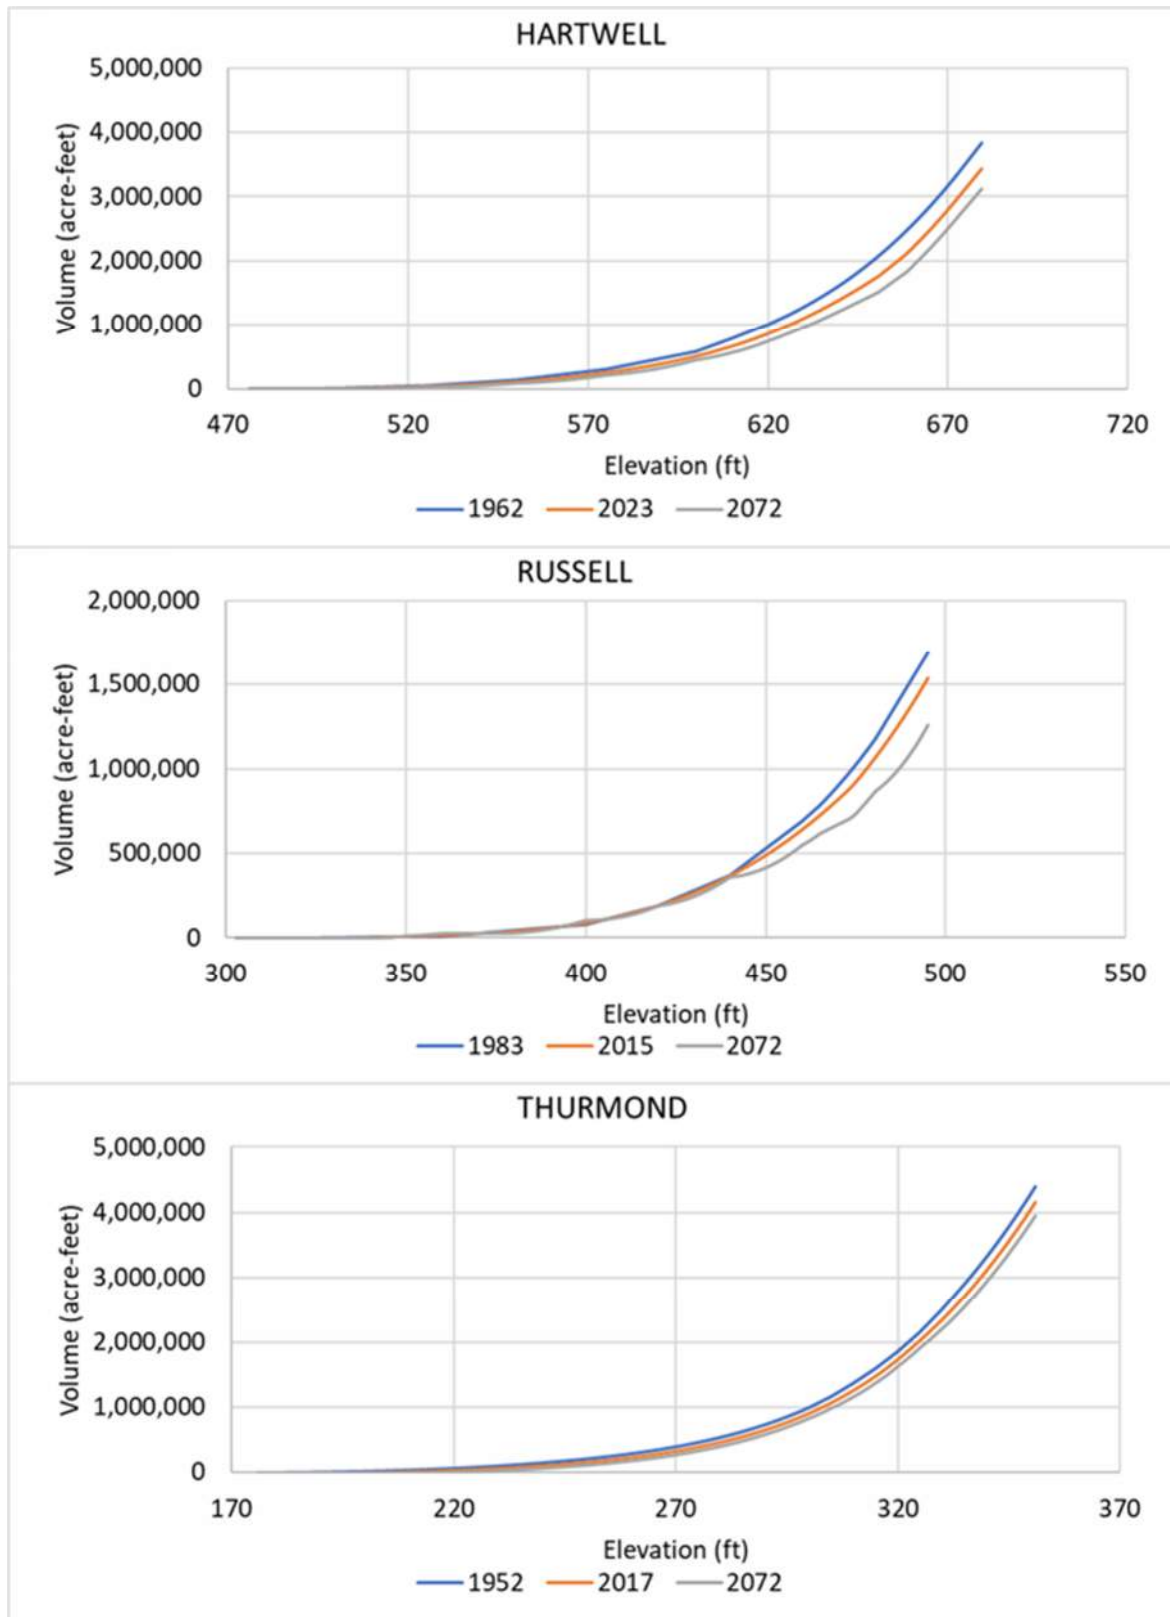 HARTWELL
5,000,000
4,000,000
3,000,000
2,000,000
1,000,000
0
Volume (acre-feet)
470 520 570 620 670 720
Elevation (ft)
1962 2023 2072
RUSSELL
2,000,000
1,500,000
1,000,000
500,000
0
Volume (acre-feet)
300 350 400 450 500 550
Elevation (ft)
1983 2015 2072
THURMOND
5,000,000
4,000,000
3,000,000
2,000,000
1,000,000
0
Volume (acre-feet)
170 220 270 320 370
Elevation (ft)
1952 2017 2072